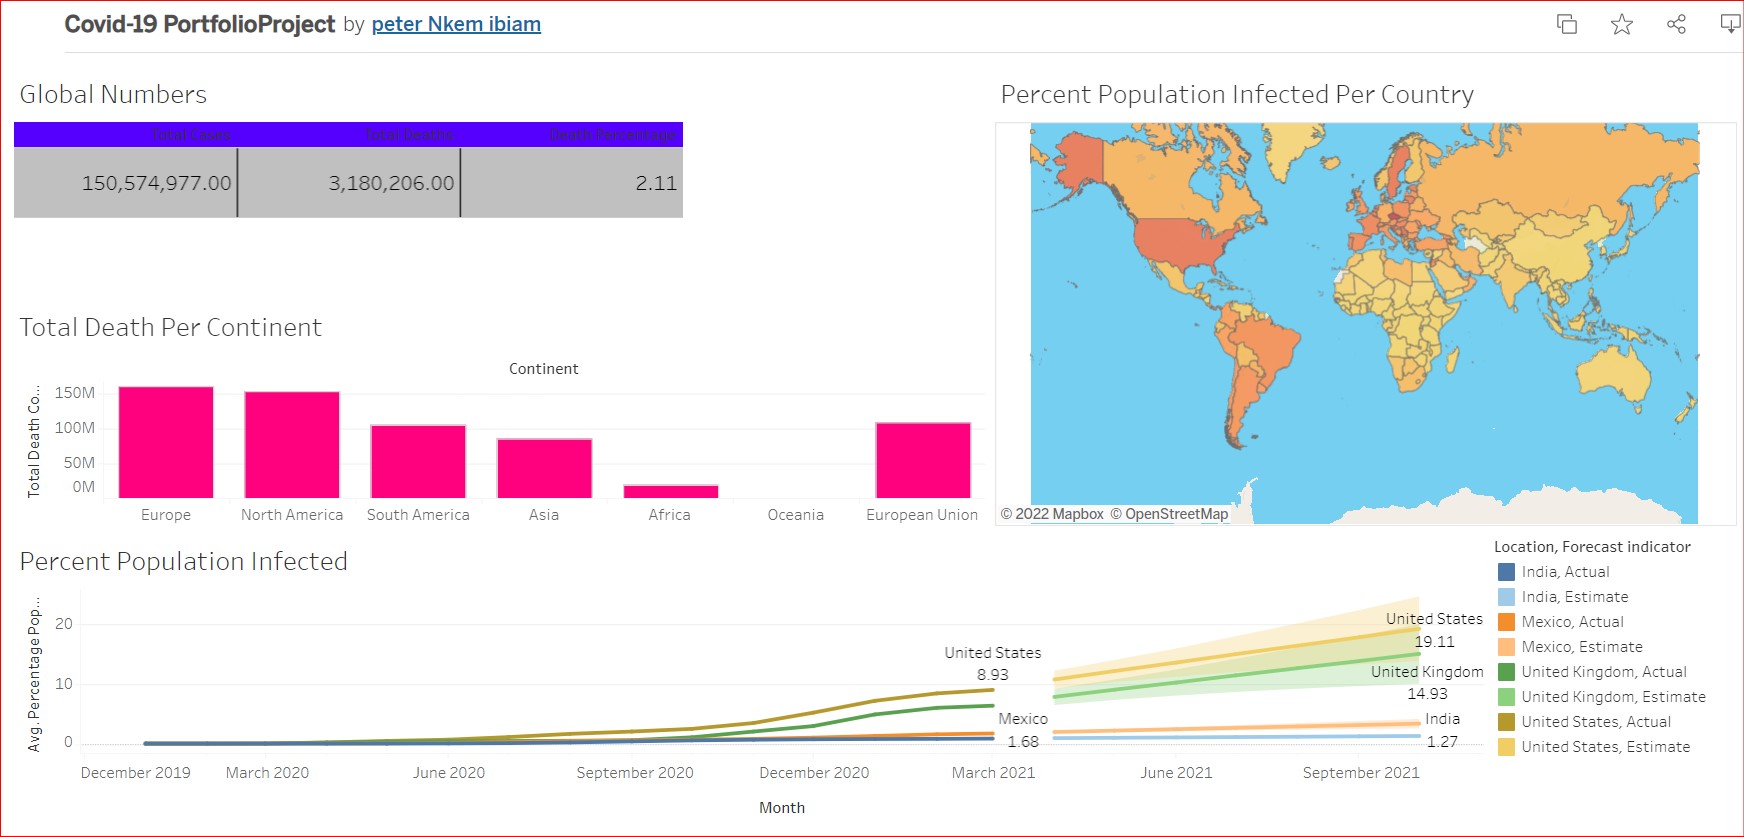 Covid-19 PortfolioProject by peter Nkem ibiam
Global Numbers
Total Cases Total Deaths Death Percentage
150,574,977.00 3,180,206.00 2.11
Percent Population Infected Per Country
© 2022 Mapbox © OpenStreetMap
Total Death Per Continent
Continent
Total Death Co...
150M
100M
50M
0M
Europe North America South America Asia Africa Oceania European Union
Percent Population Infected
Avg. Percentage Pop...
20
10
0
United States
8.93
Mexico
1.68
United States
19.11
United Kingdom
14.93
India
1.27
December 2019 March 2020 June 2020 September 2020 December 2020 March 2021 June 2021 September 2021
Month
Location, Forecast indicator
India, Actual
India, Estimate
Mexico, Actual
Mexico, Estimate
United Kingdom, Actual
United Kingdom, Estimate
United States, Actual
United States, Estimate